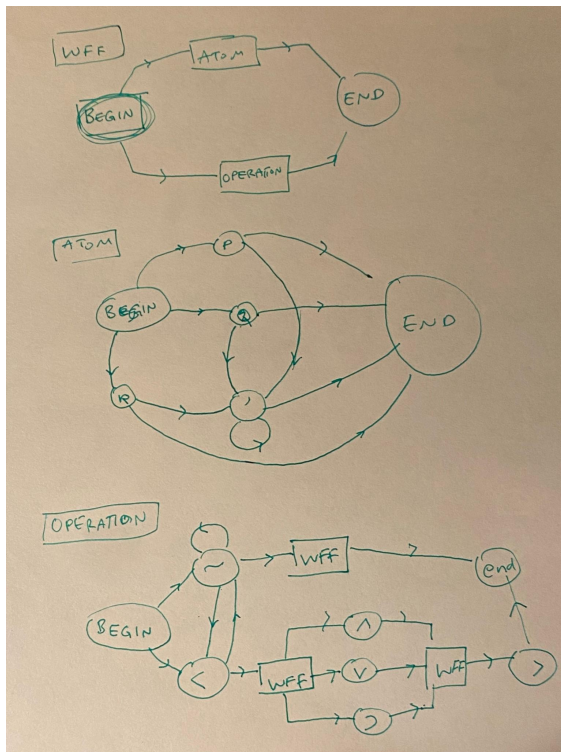 WFF
ATOM
BEGIN
END
OPERATION
ATOM
P
BEGIN
Q
END
R
'
OPERATION
~
WFF
end
BEGIN
∧
< WFF ∨ WFF >
⊃